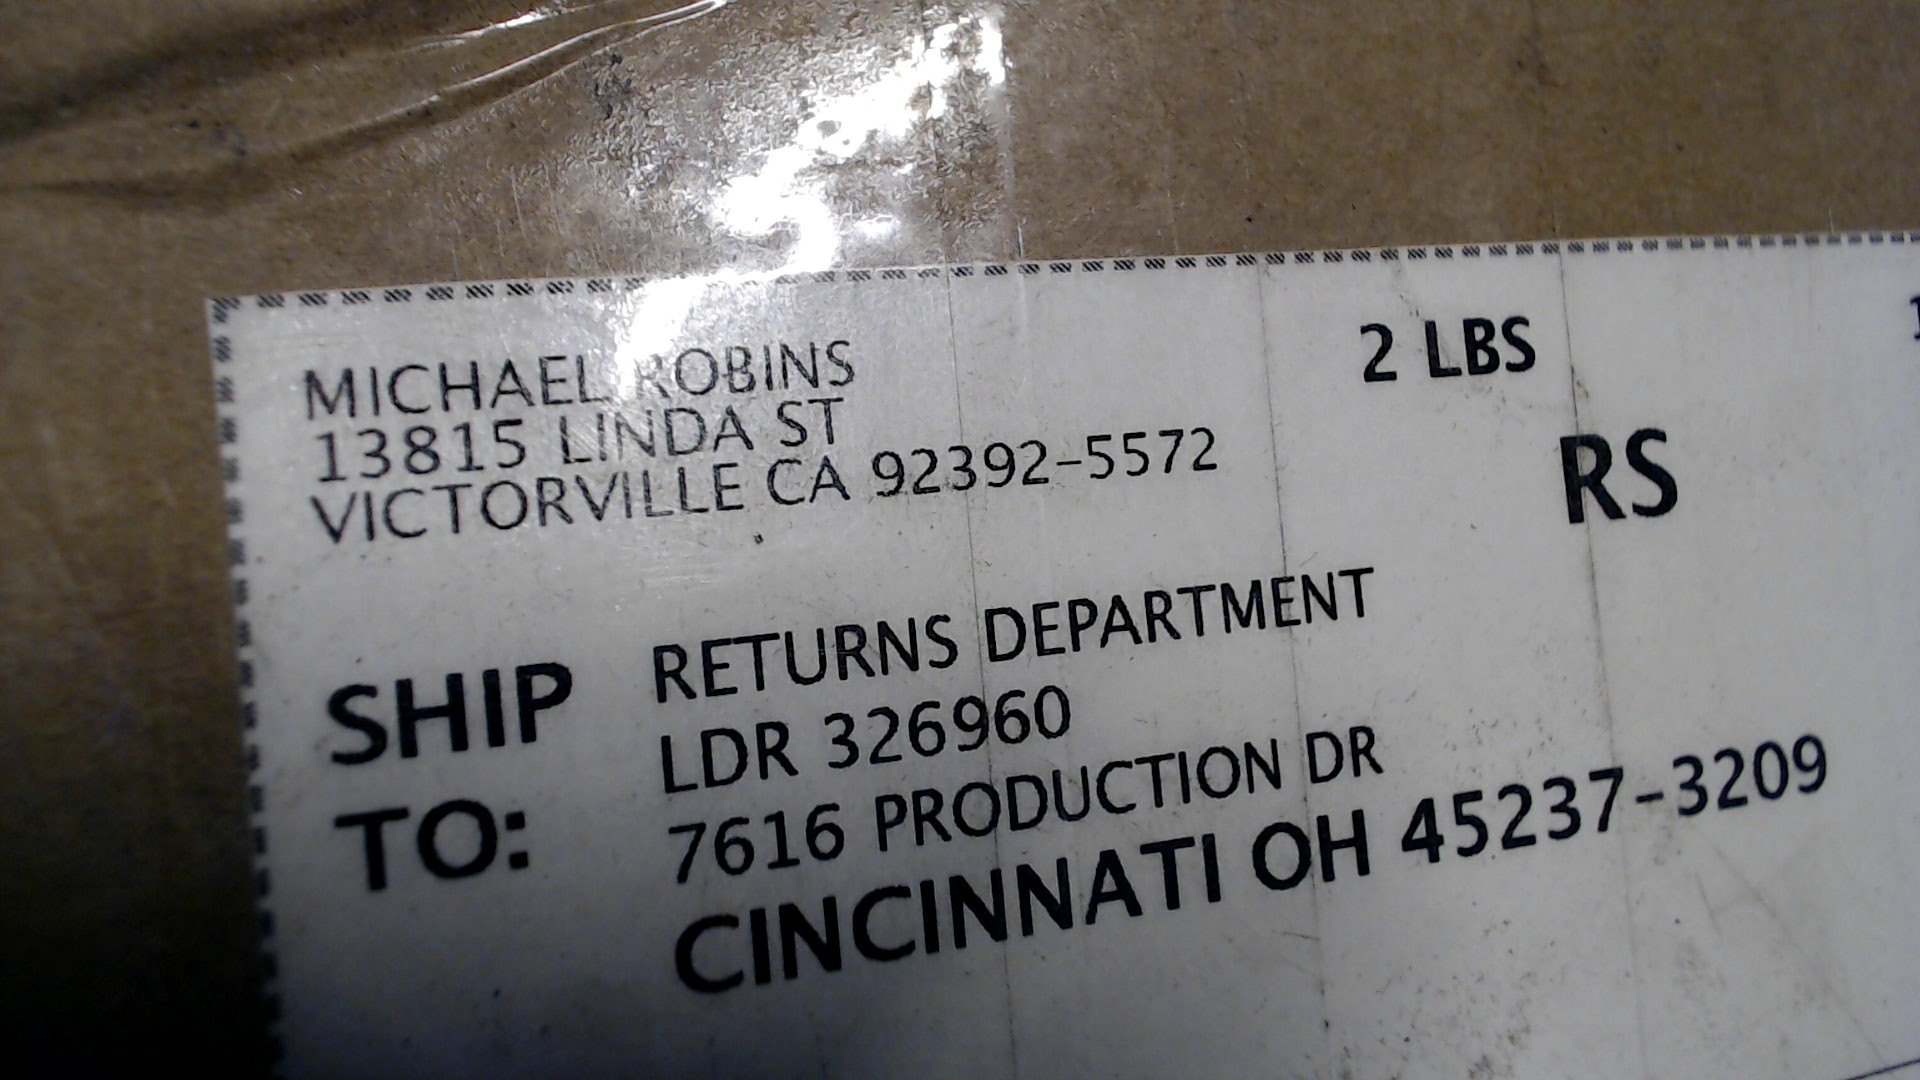 MICHAEL ROBINS
13815 LINDA ST
VICTORVILLE CA 92392-5572
2 LBS
RS
SHIP TO:
RETURNS DEPARTMENT
LDR 326960
7616 PRODUCTION DR
CINCINNATI OH 45237-3209